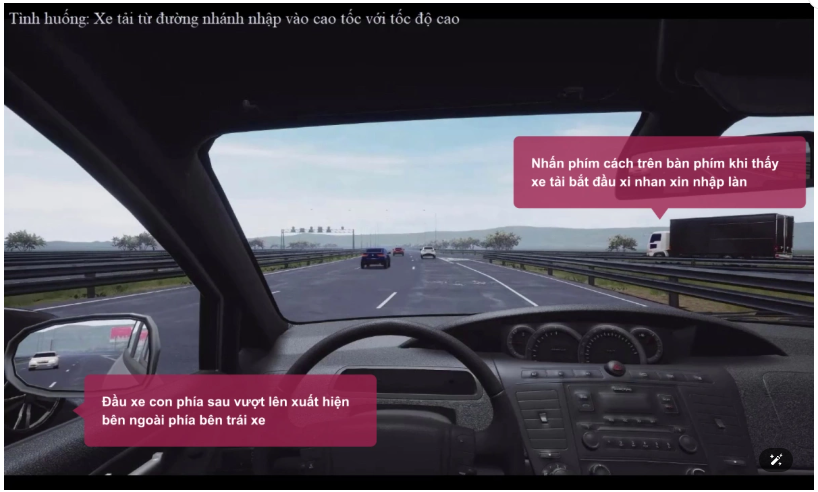 Tình huống: Xe tải từ đường nhánh nhập vào cao tốc với tốc độ cao
Nhấn phím cách trên bàn phím khi thấy
xe tải bắt đầu xi nhan xin nhập làn
Đầu xe con phía sau vượt lên xuất hiện
bên ngoài phía bên trái xe